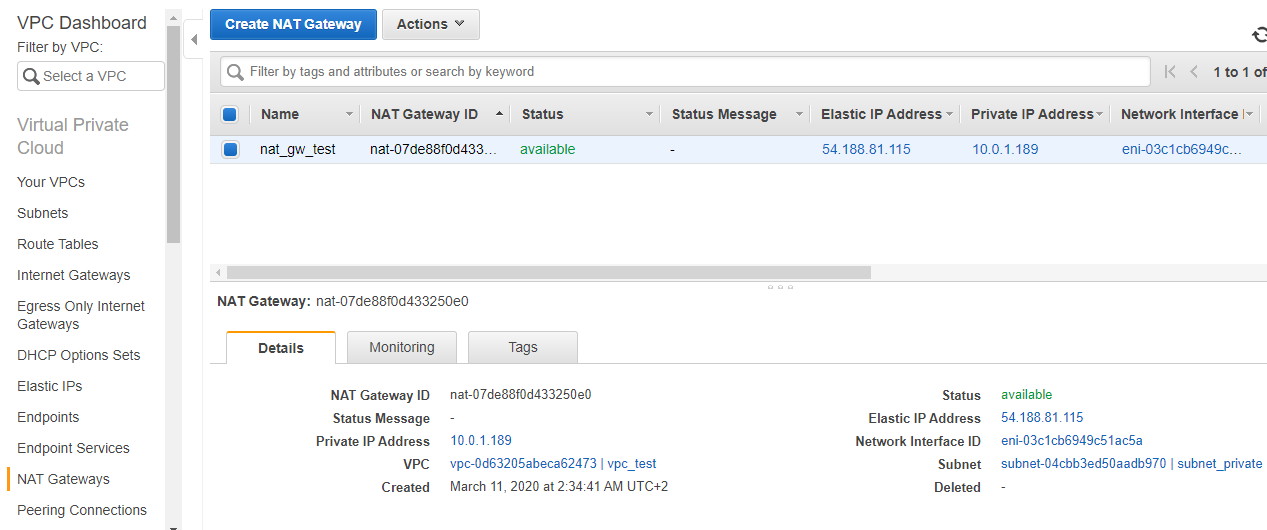 VPC Dashboard
Filter by VPC:
Select a VPC
Virtual Private
Cloud
Your VPCs
Subnets
Route Tables
Internet Gateways
Egress Only Internet
Gateways
DHCP Options Sets
Elastic IPs
Endpoints
Endpoint Services
NAT Gateways
Peering Connections
Create NAT Gateway Actions
Filter by tags and attributes or search by keyword 1 to 1 of
Name NAT Gateway ID Status Status Message Elastic IP Address Private IP Address Network Interface
nat_gw_test nat-07de88f0d433... available - 54.188.81.115 10.0.1.189 eni-03c1cb6949c...
NAT Gateway: nat-07de88f0d433250e0
Details Monitoring Tags
NAT Gateway ID nat-07de88f0d433250e0 Status available
Status Message - Elastic IP Address 54.188.81.115
Private IP Address 10.0.1.189 Network Interface ID eni-03c1cb6949c51ac5a
VPC vpc-0d63205abeca62473 | vpc_test Subnet subnet-04cbb3ed50aadb970 | subnet_private
Created March 11, 2020 at 2:34:41 AM UTC+2 Deleted -